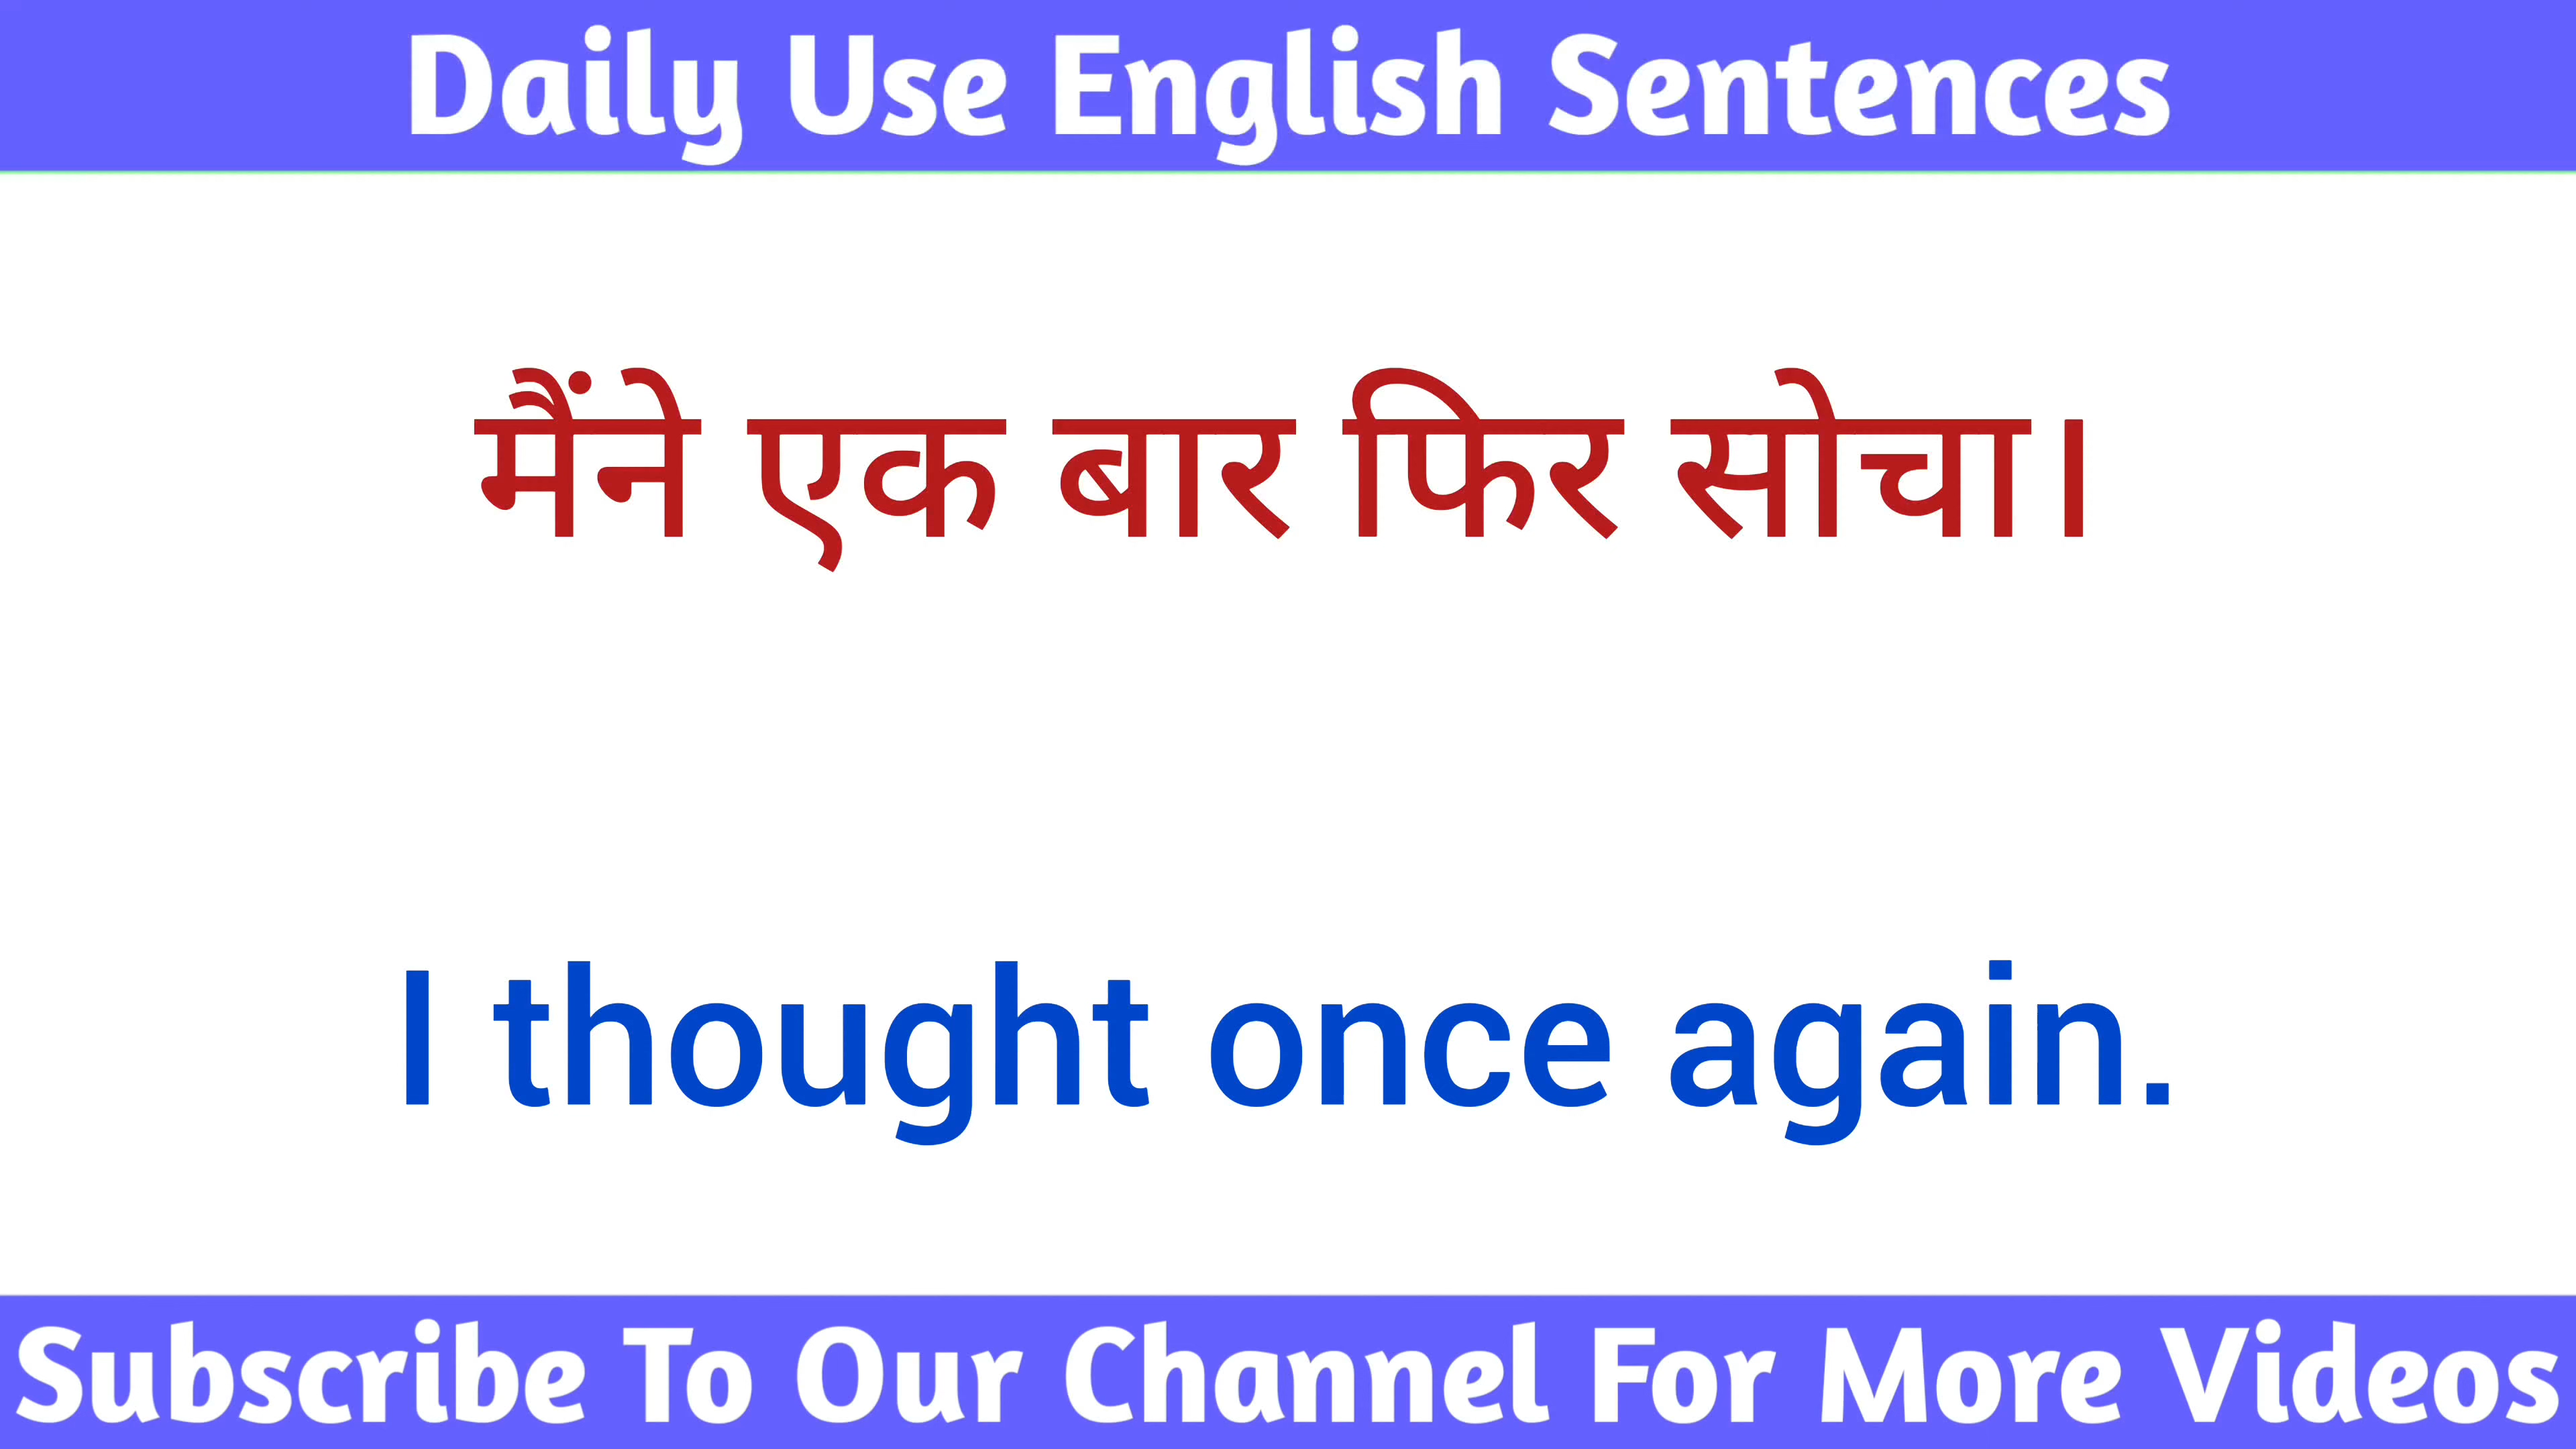 Daily Use English Sentences
मैंने एक बार फिर सोचा।
I thought once again.
Subscribe To Our Channel For More Videos